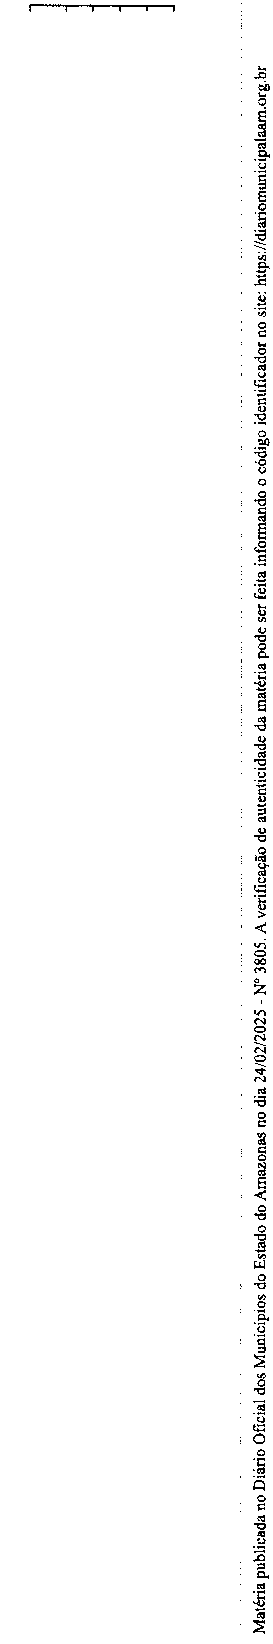 Matéria publicada no Diário Oficial dos Municípios do Estado do Amazonas no dia 24/02/2025 - Nº 3805. A verificação de autenticidade da matéria pode ser feita informando o código identificador no site: https://diariomunicipalaam.org.br